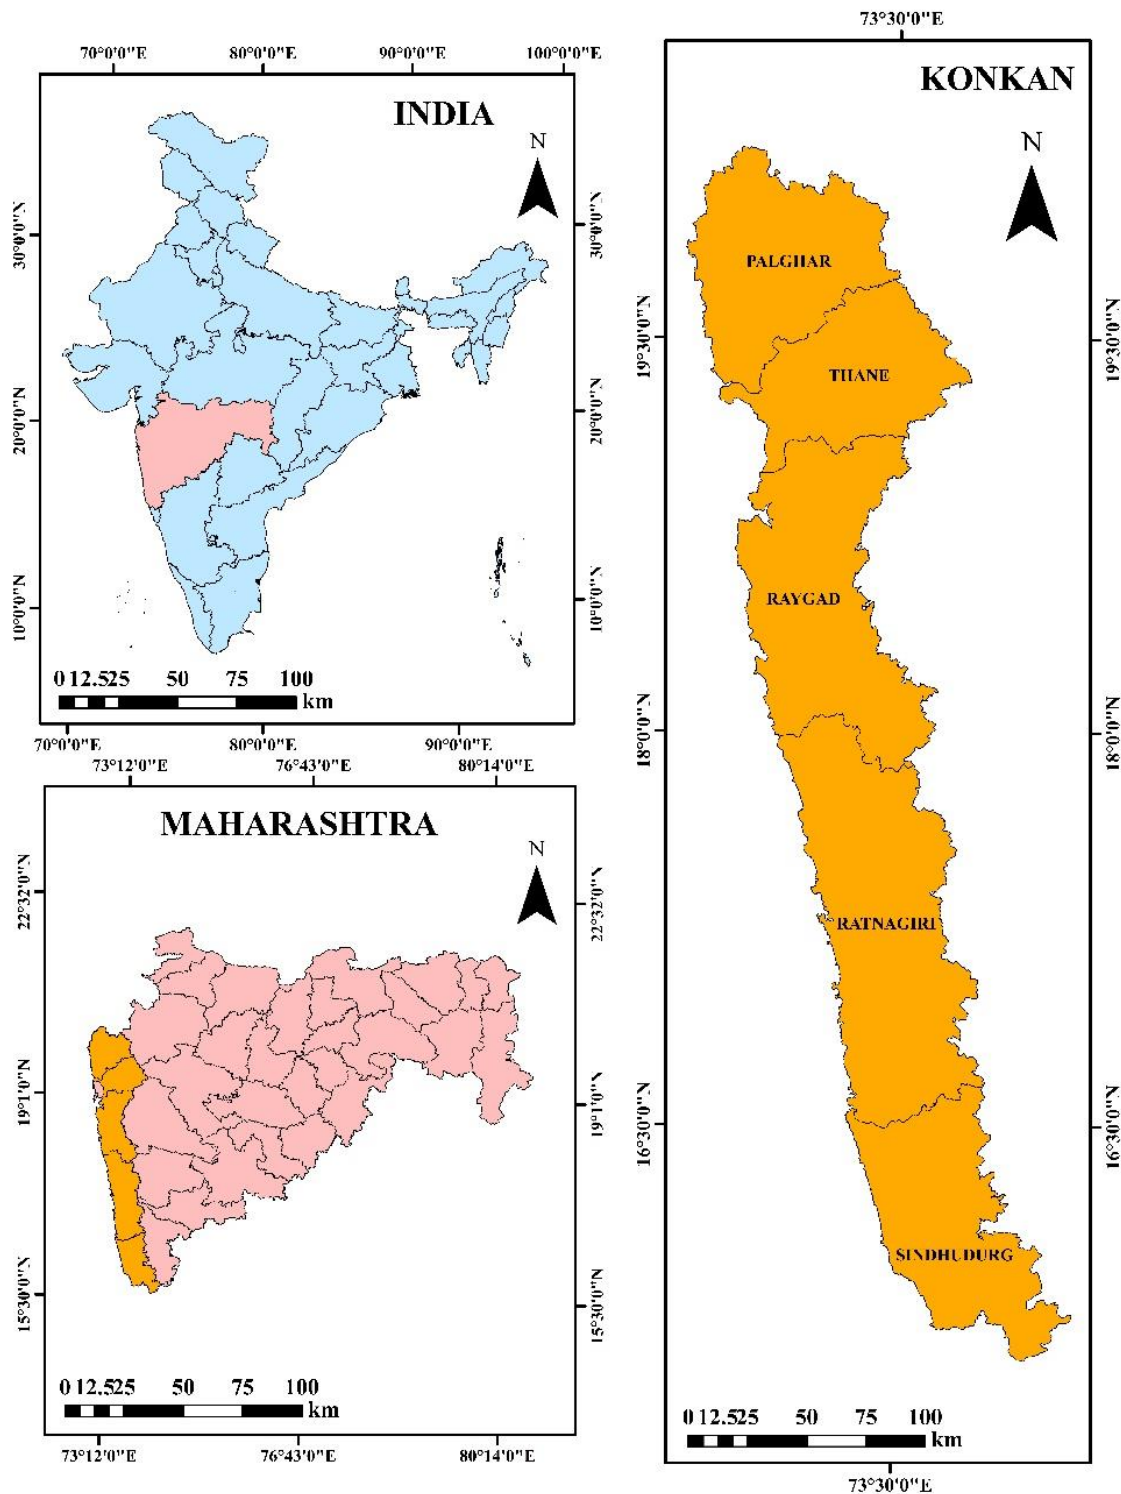 70°0'0"E 80°0'0"E 90°0'0"E 100°0'0"E
INDIA
N
30°0'0"N
20°0'0"N
10°0'0"N
30°0'0"N
20°0'0"N
10°0'0"N
0 12.525 50 75 100
km
70°0'0"E 80°0'0"E 90°0'0"E
73°12'0"E 76°43'0"E 80°14'0"E
MAHARASHTRA
N
22°32'0"N
19°1'0"N
15°30'0"N
22°32'0"N
19°1'0"N
15°30'0"N
0 12.525 50 75 100
km
73°12'0"E 76°43'0"E 80°14'0"E
73°30'0"E
KONKAN
N
PALGHAR
THANE
RAYGAD
RATNAGIRI
SINDHUDURG
19°30'0"N
18°0'0"N
16°30'0"N
19°30'0"N
18°0'0"N
16°30'0"N
0 12.525 50 75 100
km
73°30'0"E